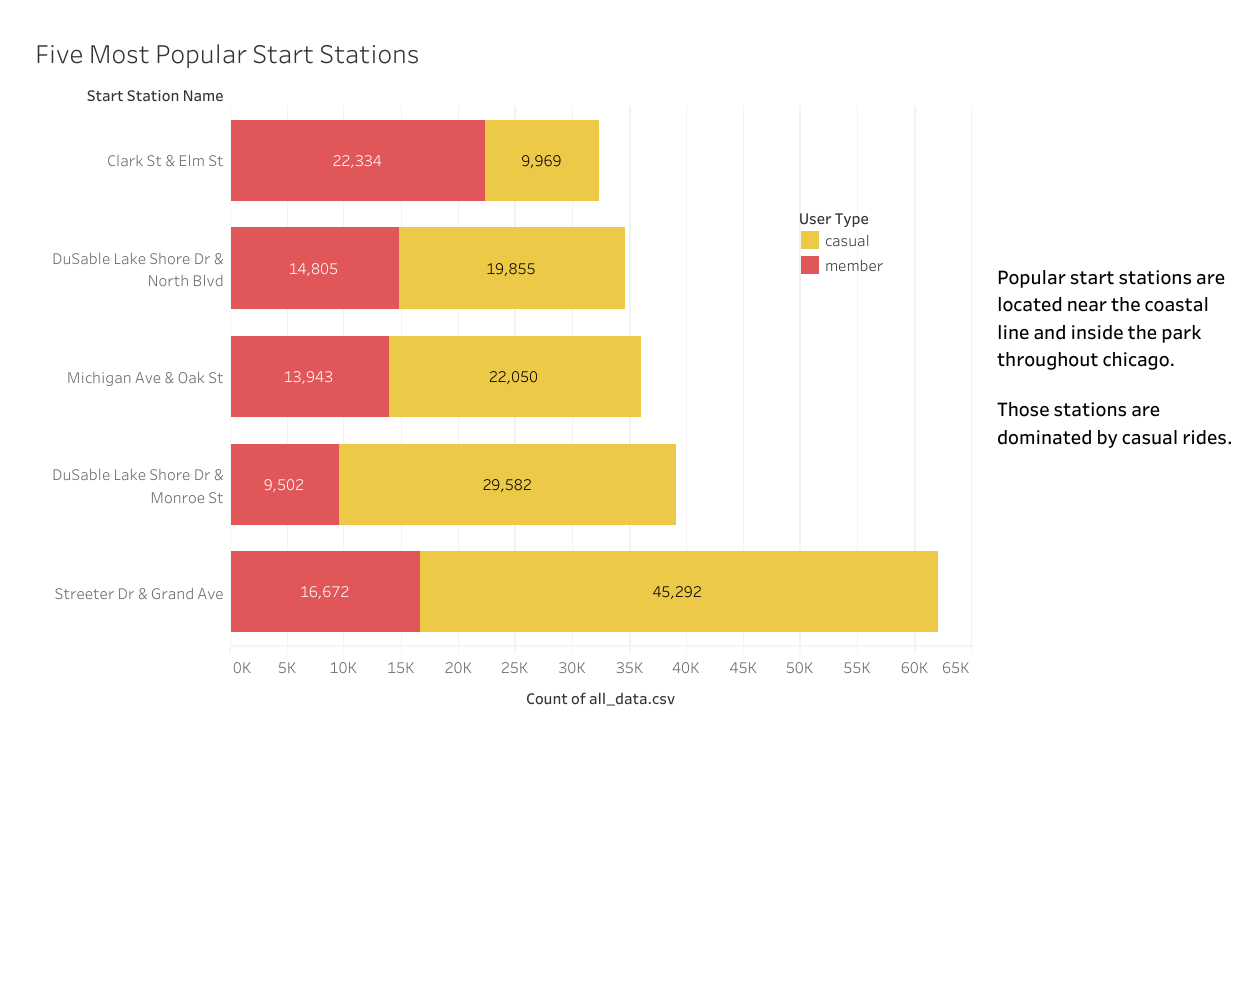 Five Most Popular Start Stations
Start Station Name
Clark St & Elm St
22,334
9,969
DuSable Lake Shore Dr &
North Blvd
14,805
19,855
Michigan Ave & Oak St
13,943
22,050
DuSable Lake Shore Dr &
Monroe St
9,502
29,582
Streeter Dr & Grand Ave
16,672
45,292
0K 5K 10K 15K 20K 25K 30K 35K 40K 45K 50K 55K 60K 65K
Count of all_data.csv
User Type
casual
member
Popular start stations are
located near the coastal
line and inside the park
throughout chicago.
Those stations are
dominated by casual rides.